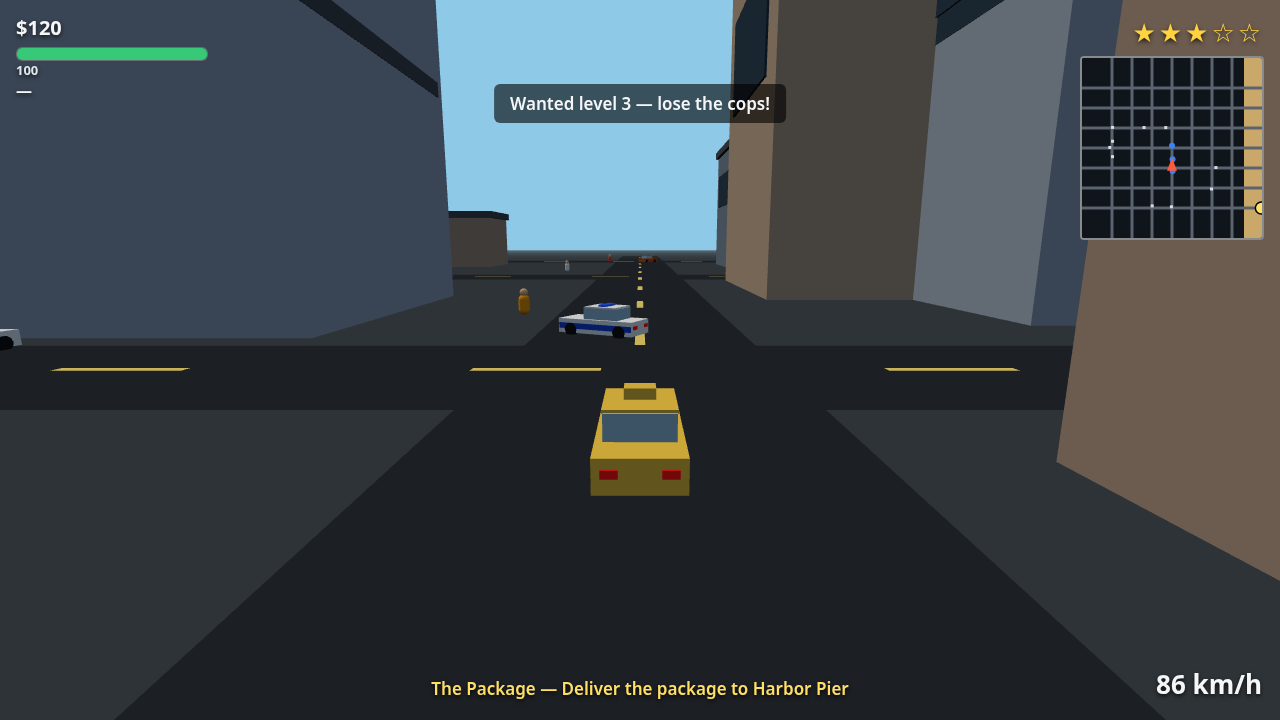 $120
100
—
★★★☆☆
Wanted level 3 — lose the cops!
The Package — Deliver the package to Harbor Pier
86 km/h